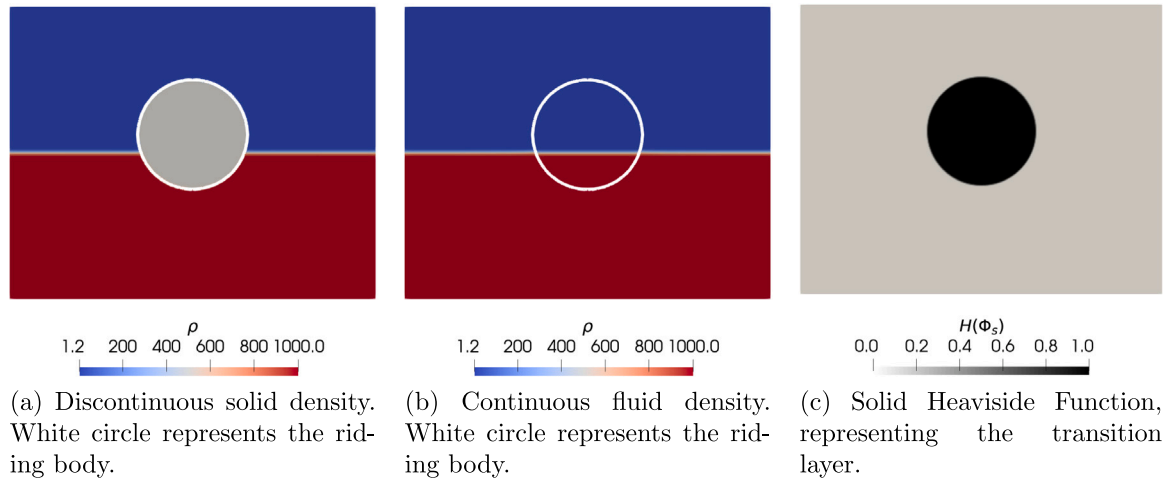 ρ
1.2 200 400 600 800 1000.0
(a) Discontinuous solid density.
White circle represents the rid-
ing body.
ρ
1.2 200 400 600 800 1000.0
(b) Continuous fluid density.
White circle represents the rid-
ing body.
H(Φs)
0.0 0.2 0.4 0.6 0.8 1.0
(c) Solid Heaviside Function,
representing the transition
layer.